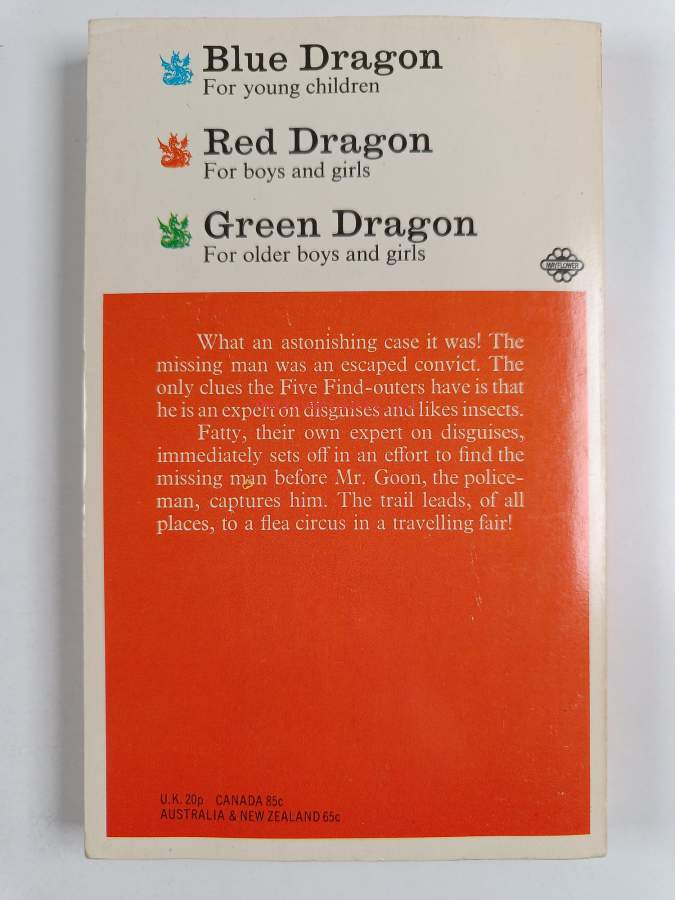 Blue Dragon
For young children
Red Dragon
For boys and girls
Green Dragon
For older boys and girls
MAYFLOWER
What an astonishing case it was! The
missing man was an escaped convict. The
only clues the Five Find-outers have is that
he is an expert on disguises and likes insects.
Fatty, their own expert on disguises,
immediately sets off in an effort to find the
missing man before Mr. Goon, the police-
man, captures him. The trail leads, of all
places, to a flea circus in a travelling fair!
U.K. 20p CANADA 85c
AUSTRALIA & NEW ZEALAND 65c